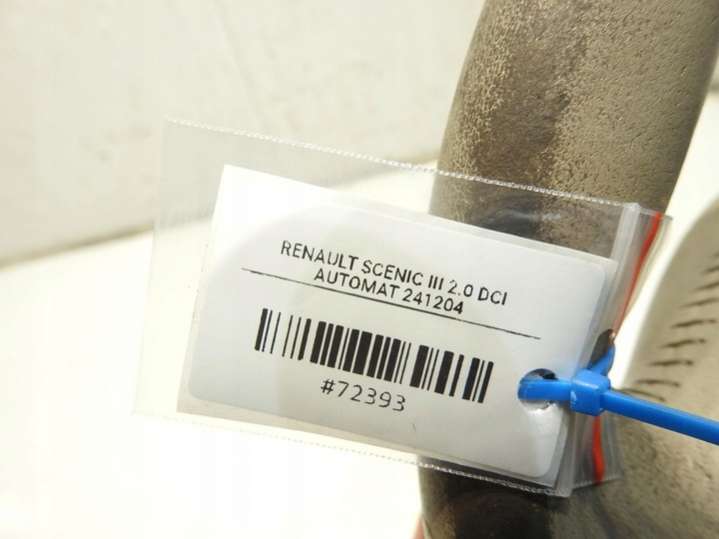 RENAULT SCENIC III 2.0 DCI
AUTOMAT 241204
#72393